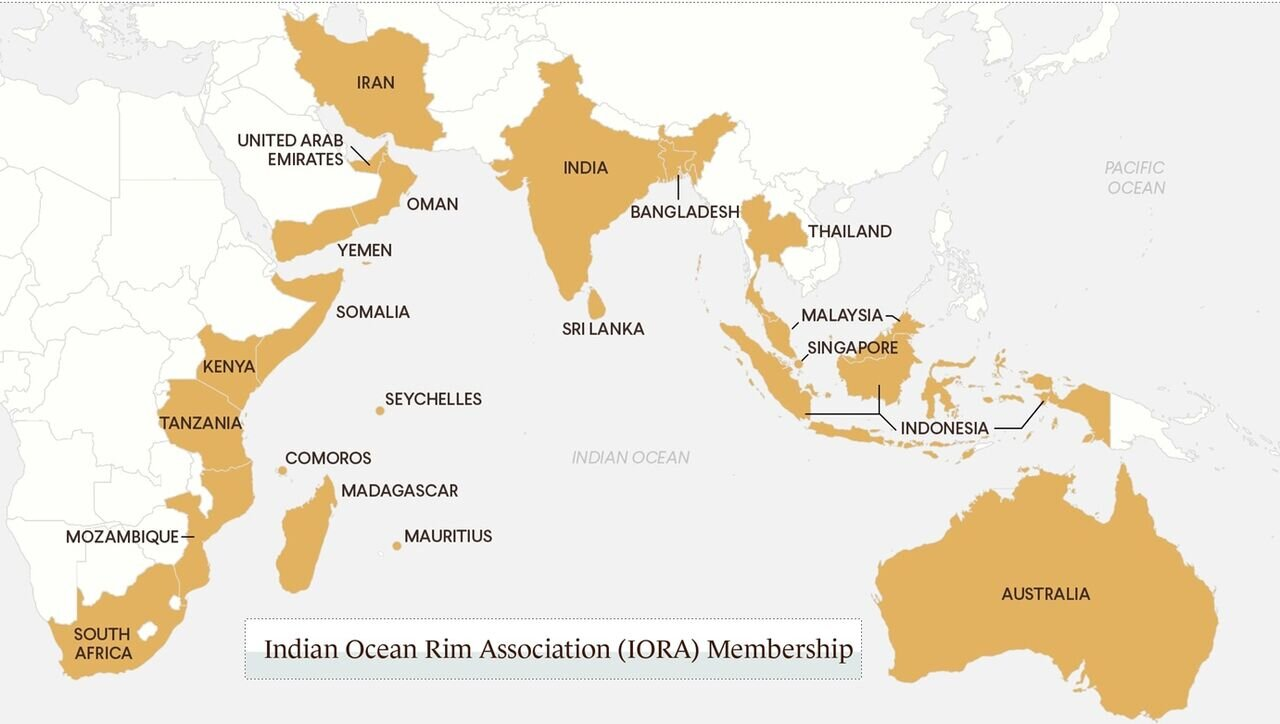 IRAN
UNITED ARAB
EMIRATES
INDIA
PACIFIC
OCEAN
OMAN
BANGLADESH
THAILAND
YEMEN
SOMALIA
MALAYSIA
SRI LANKA
SINGAPORE
KENYA
SEYCHELLES
TANZANIA
INDONESIA
COMOROS
INDIAN OCEAN
MADAGASCAR
MOZAMBIQUE
MAURITIUS
AUSTRALIA
SOUTH
AFRICA
Indian Ocean Rim Association (IORA) Membership